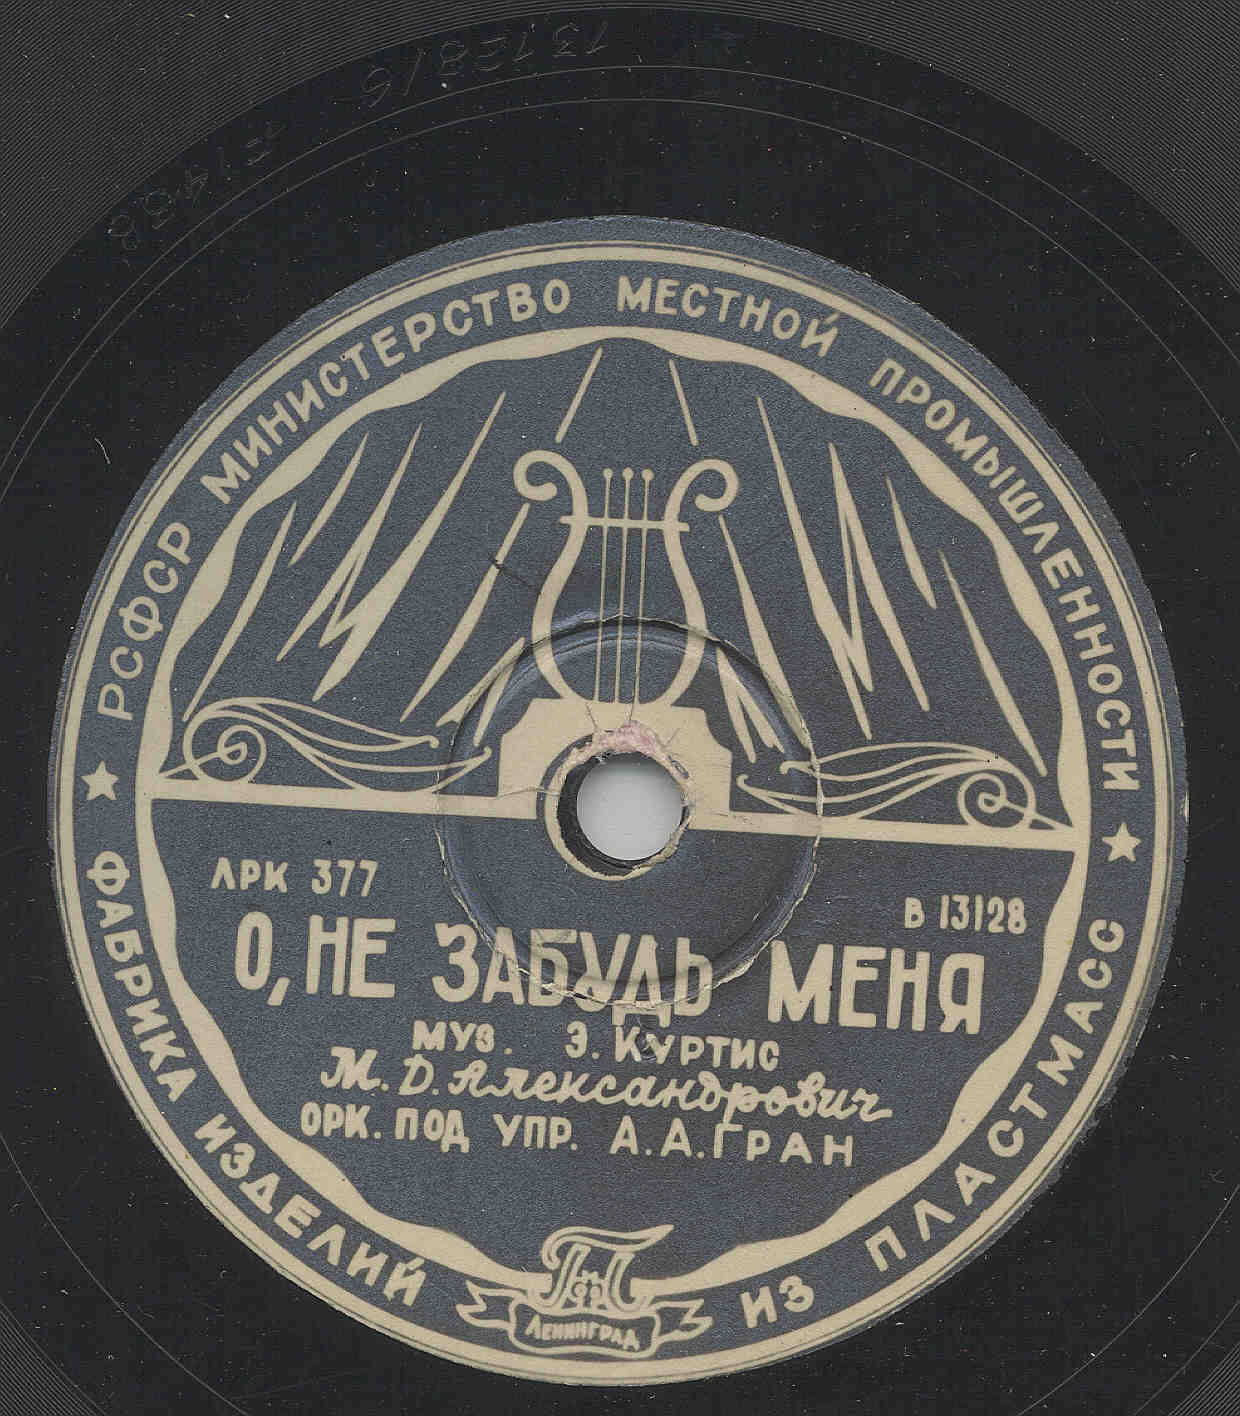 РСФСР МИНИСТЕРСТВО МЕСТНОЙ ПРОМЫШЛЕННОСТИ
ЛРК 377
В 13128
О, НЕ ЗАБУДЬ МЕНЯ
МУЗ. Э. КУРТИС
М. Д. Александрович
ОРК. ПОД УПР. А.А.ГРАН
ФАБРИКА ИЗДЕЛИЙ ИЗ ПЛАСТМАСС
ЛЕНИНГРАД